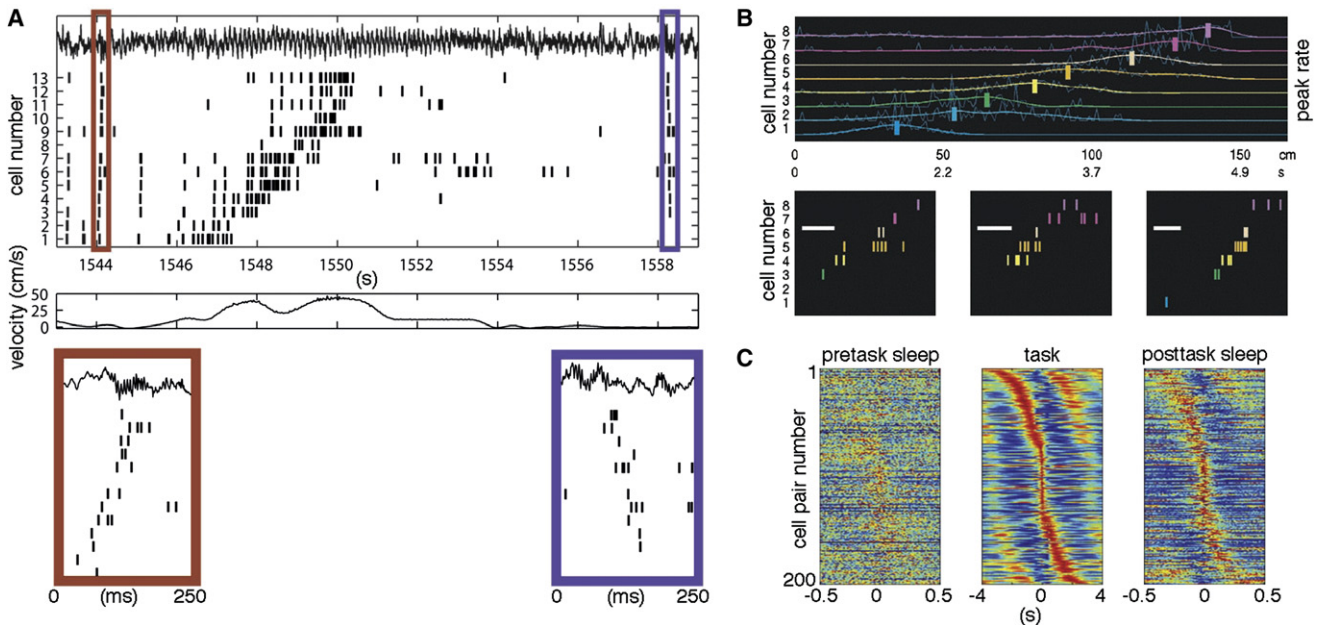 A
cell number
13
12
11
10
9
8
7
6
5
4
3
2
1
1544 1546 1548 1550 1552 1554 1556 1558
(s)
velocity (cm/s)
50
25
0
0 (ms) 250
0 (ms) 250
B
cell number
8
7
6
5
4
3
2
1
peak rate
0 50 100 150 cm
0 2.2 3.7 4.9 s
cell number
8
7
6
5
4
3
2
1
C
pretask sleep task posttask sleep
cell pair number
1
200
-0.5 0 0.5 -4 0 4 -0.5 0 0.5
(s)